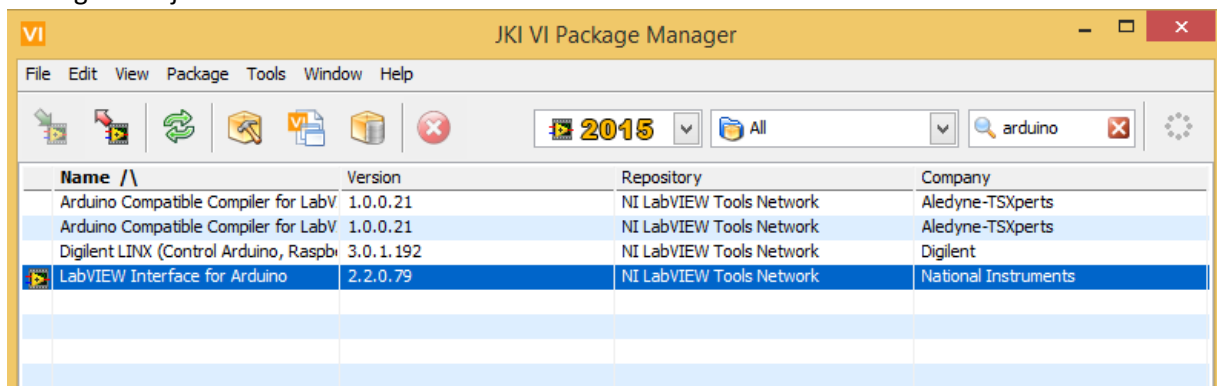 VI JKI VI Package Manager
File Edit View Package Tools Window Help
2015 All arduino
Name /\ Version Repository Company
Arduino Compatible Compiler for LabV 1.0.0.21 NI LabVIEW Tools Network Aledyne-TSXperts
Arduino Compatible Compiler for LabV 1.0.0.21 NI LabVIEW Tools Network Aledyne-TSXperts
Digilent LINX (Control Arduino, Raspb 3.0.1.192 NI LabVIEW Tools Network Digilent
LabVIEW Interface for Arduino 2.2.0.79 NI LabVIEW Tools Network National Instruments